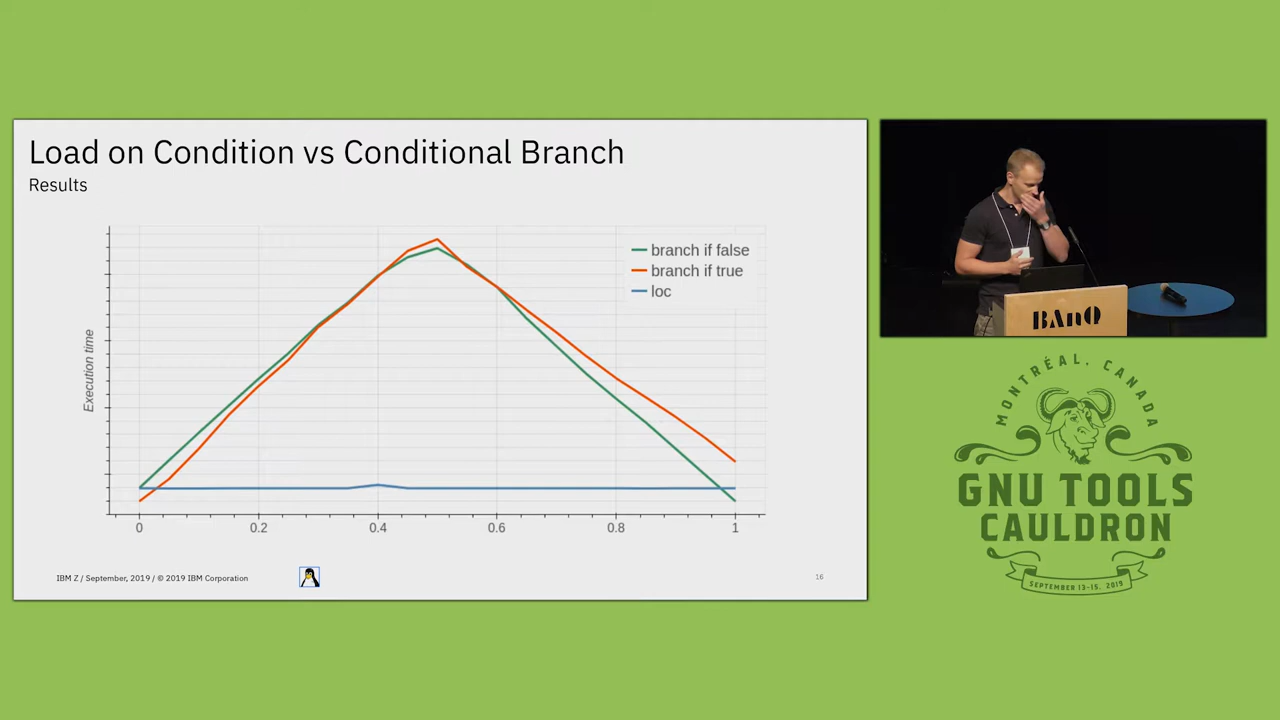 Load on Condition vs Conditional Branch
Results
branch if false
branch if true
loc
Execution time
0 0.2 0.4 0.6 0.8 1
IBM Z / September, 2019 / © 2019 IBM Corporation
16
BAnQ
MONTRÉAL, CANADA
GNU TOOLS
CAULDRON
SEPTEMBER 13-15, 2019